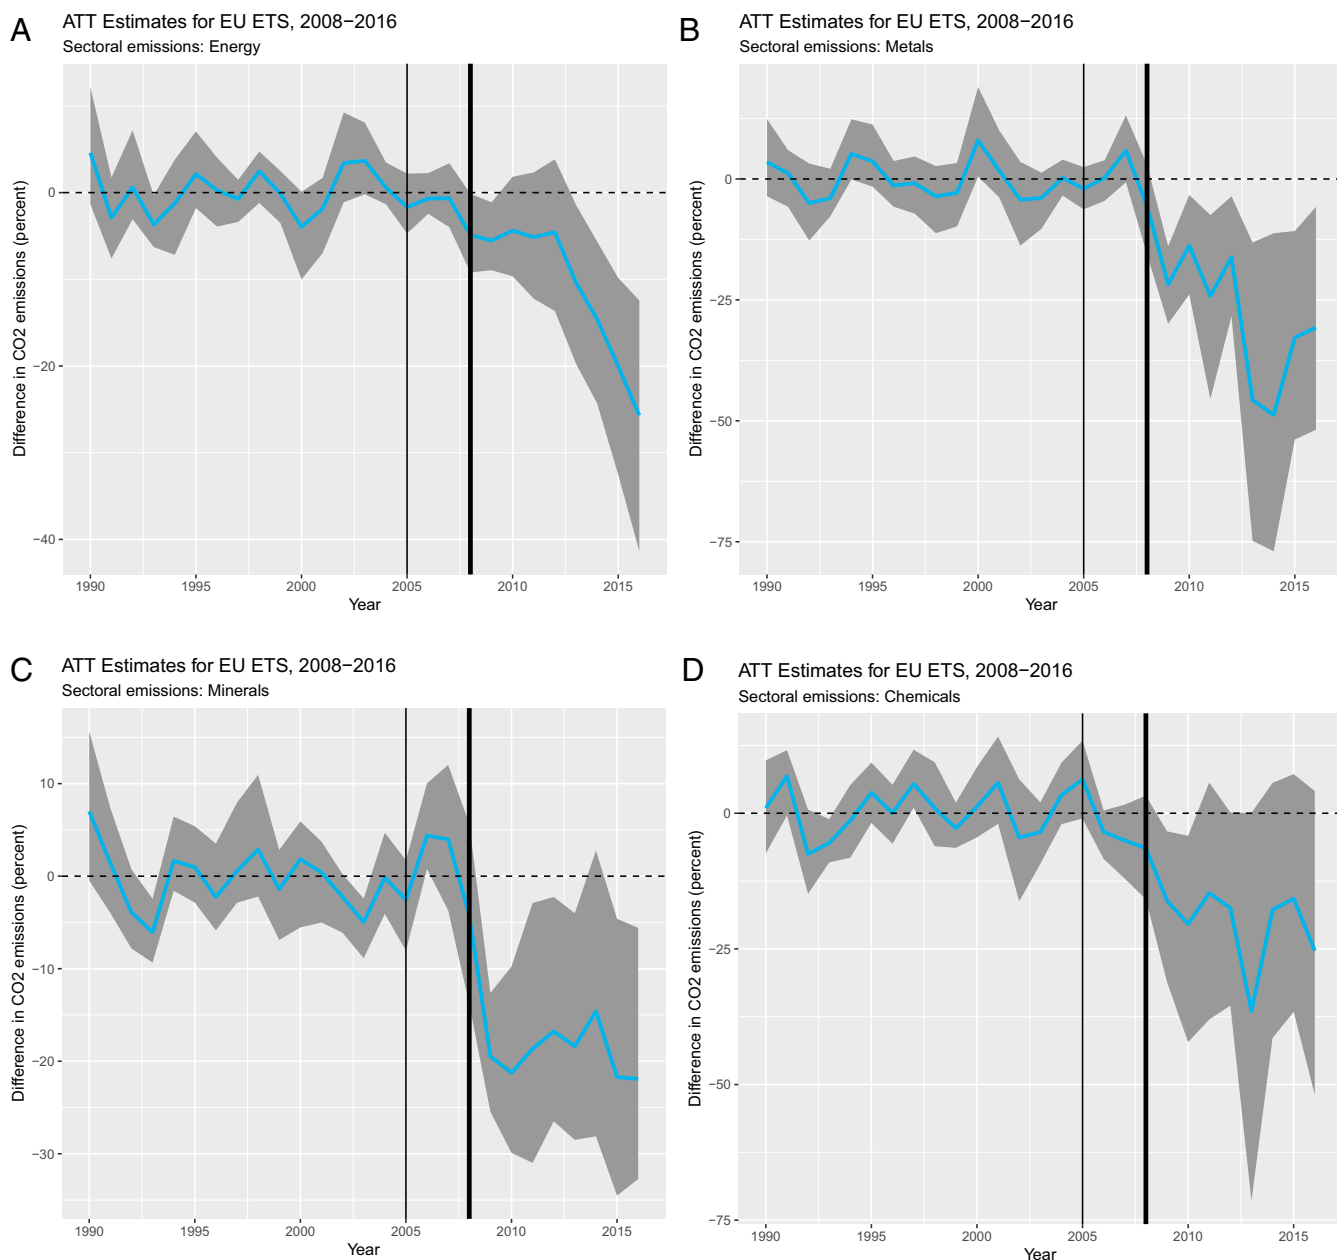 A
ATT Estimates for EU ETS, 2008−2016
Sectoral emissions: Energy
Difference in CO2 emissions (percent)
0
−20
−40
1990 1995 2000 2005 2010 2015
Year
B
ATT Estimates for EU ETS, 2008−2016
Sectoral emissions: Metals
Difference in CO2 emissions (percent)
0
−25
−50
−75
1990 1995 2000 2005 2010 2015
Year
C
ATT Estimates for EU ETS, 2008−2016
Sectoral emissions: Minerals
Difference in CO2 emissions (percent)
10
0
−10
−20
−30
1990 1995 2000 2005 2010 2015
Year
D
ATT Estimates for EU ETS, 2008−2016
Sectoral emissions: Chemicals
Difference in CO2 emissions (percent)
0
−25
−50
−75
1990 1995 2000 2005 2010 2015
Year